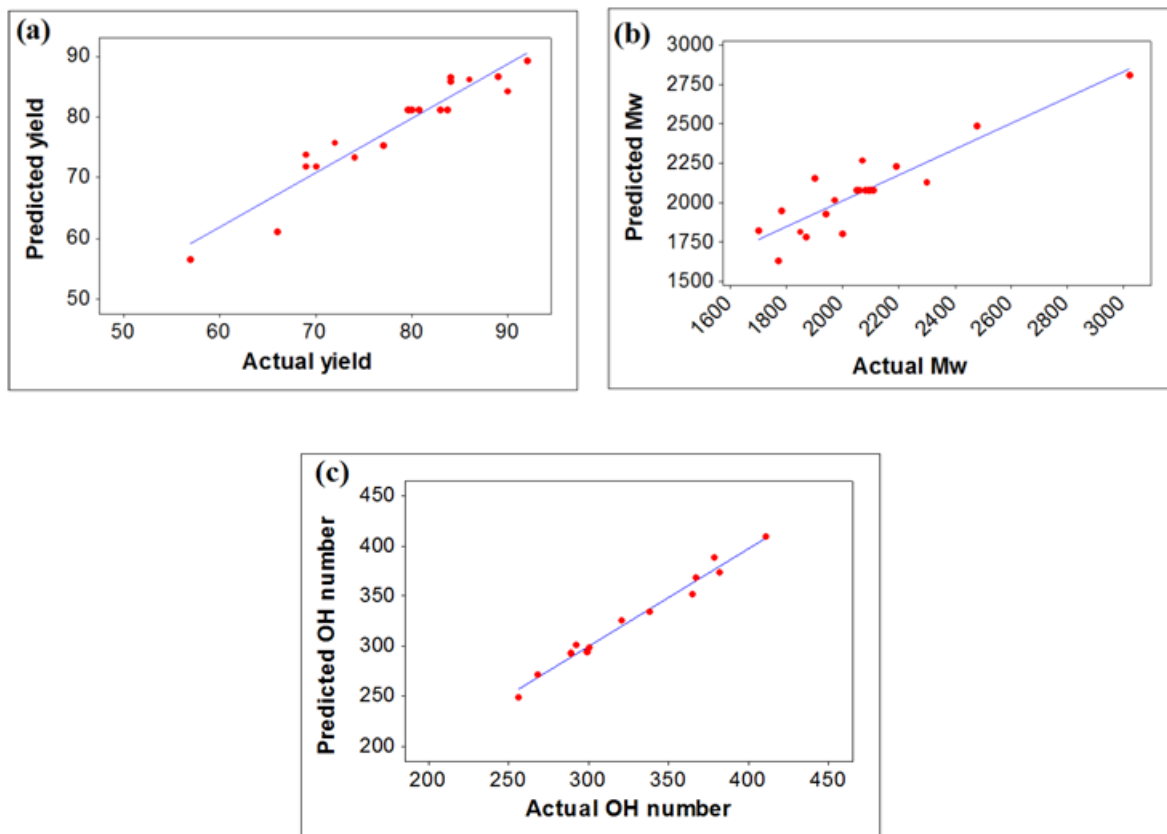 (a)
90
80
70
60
50
Predicted yield
50 60 70 80 90
Actual yield
(b)
3000
2750
2500
2250
2000
1750
1500
Predicted Mw
1600 1800 2000 2200 2400 2600 2800 3000
Actual Mw
(c)
450
400
350
300
250
200
Predicted OH number
200 250 300 350 400 450
Actual OH number